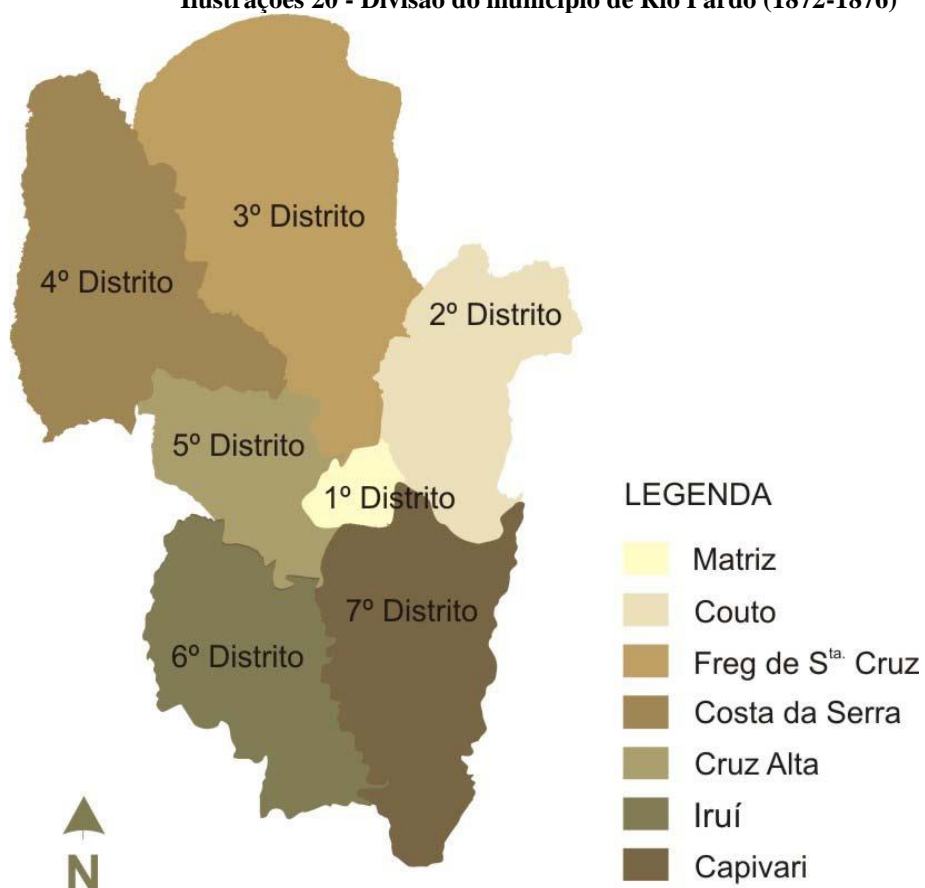 Ilustrações 20 - Divisão do município de Rio Pardo (1872-1876)
3º Distrito
4º Distrito
2º Distrito
5º Distrito
1º Distrito
7º Distrito
6º Distrito
LEGENDA
Matriz
Couto
Freg de Sta. Cruz
Costa da Serra
Cruz Alta
Iruí
Capivari
N